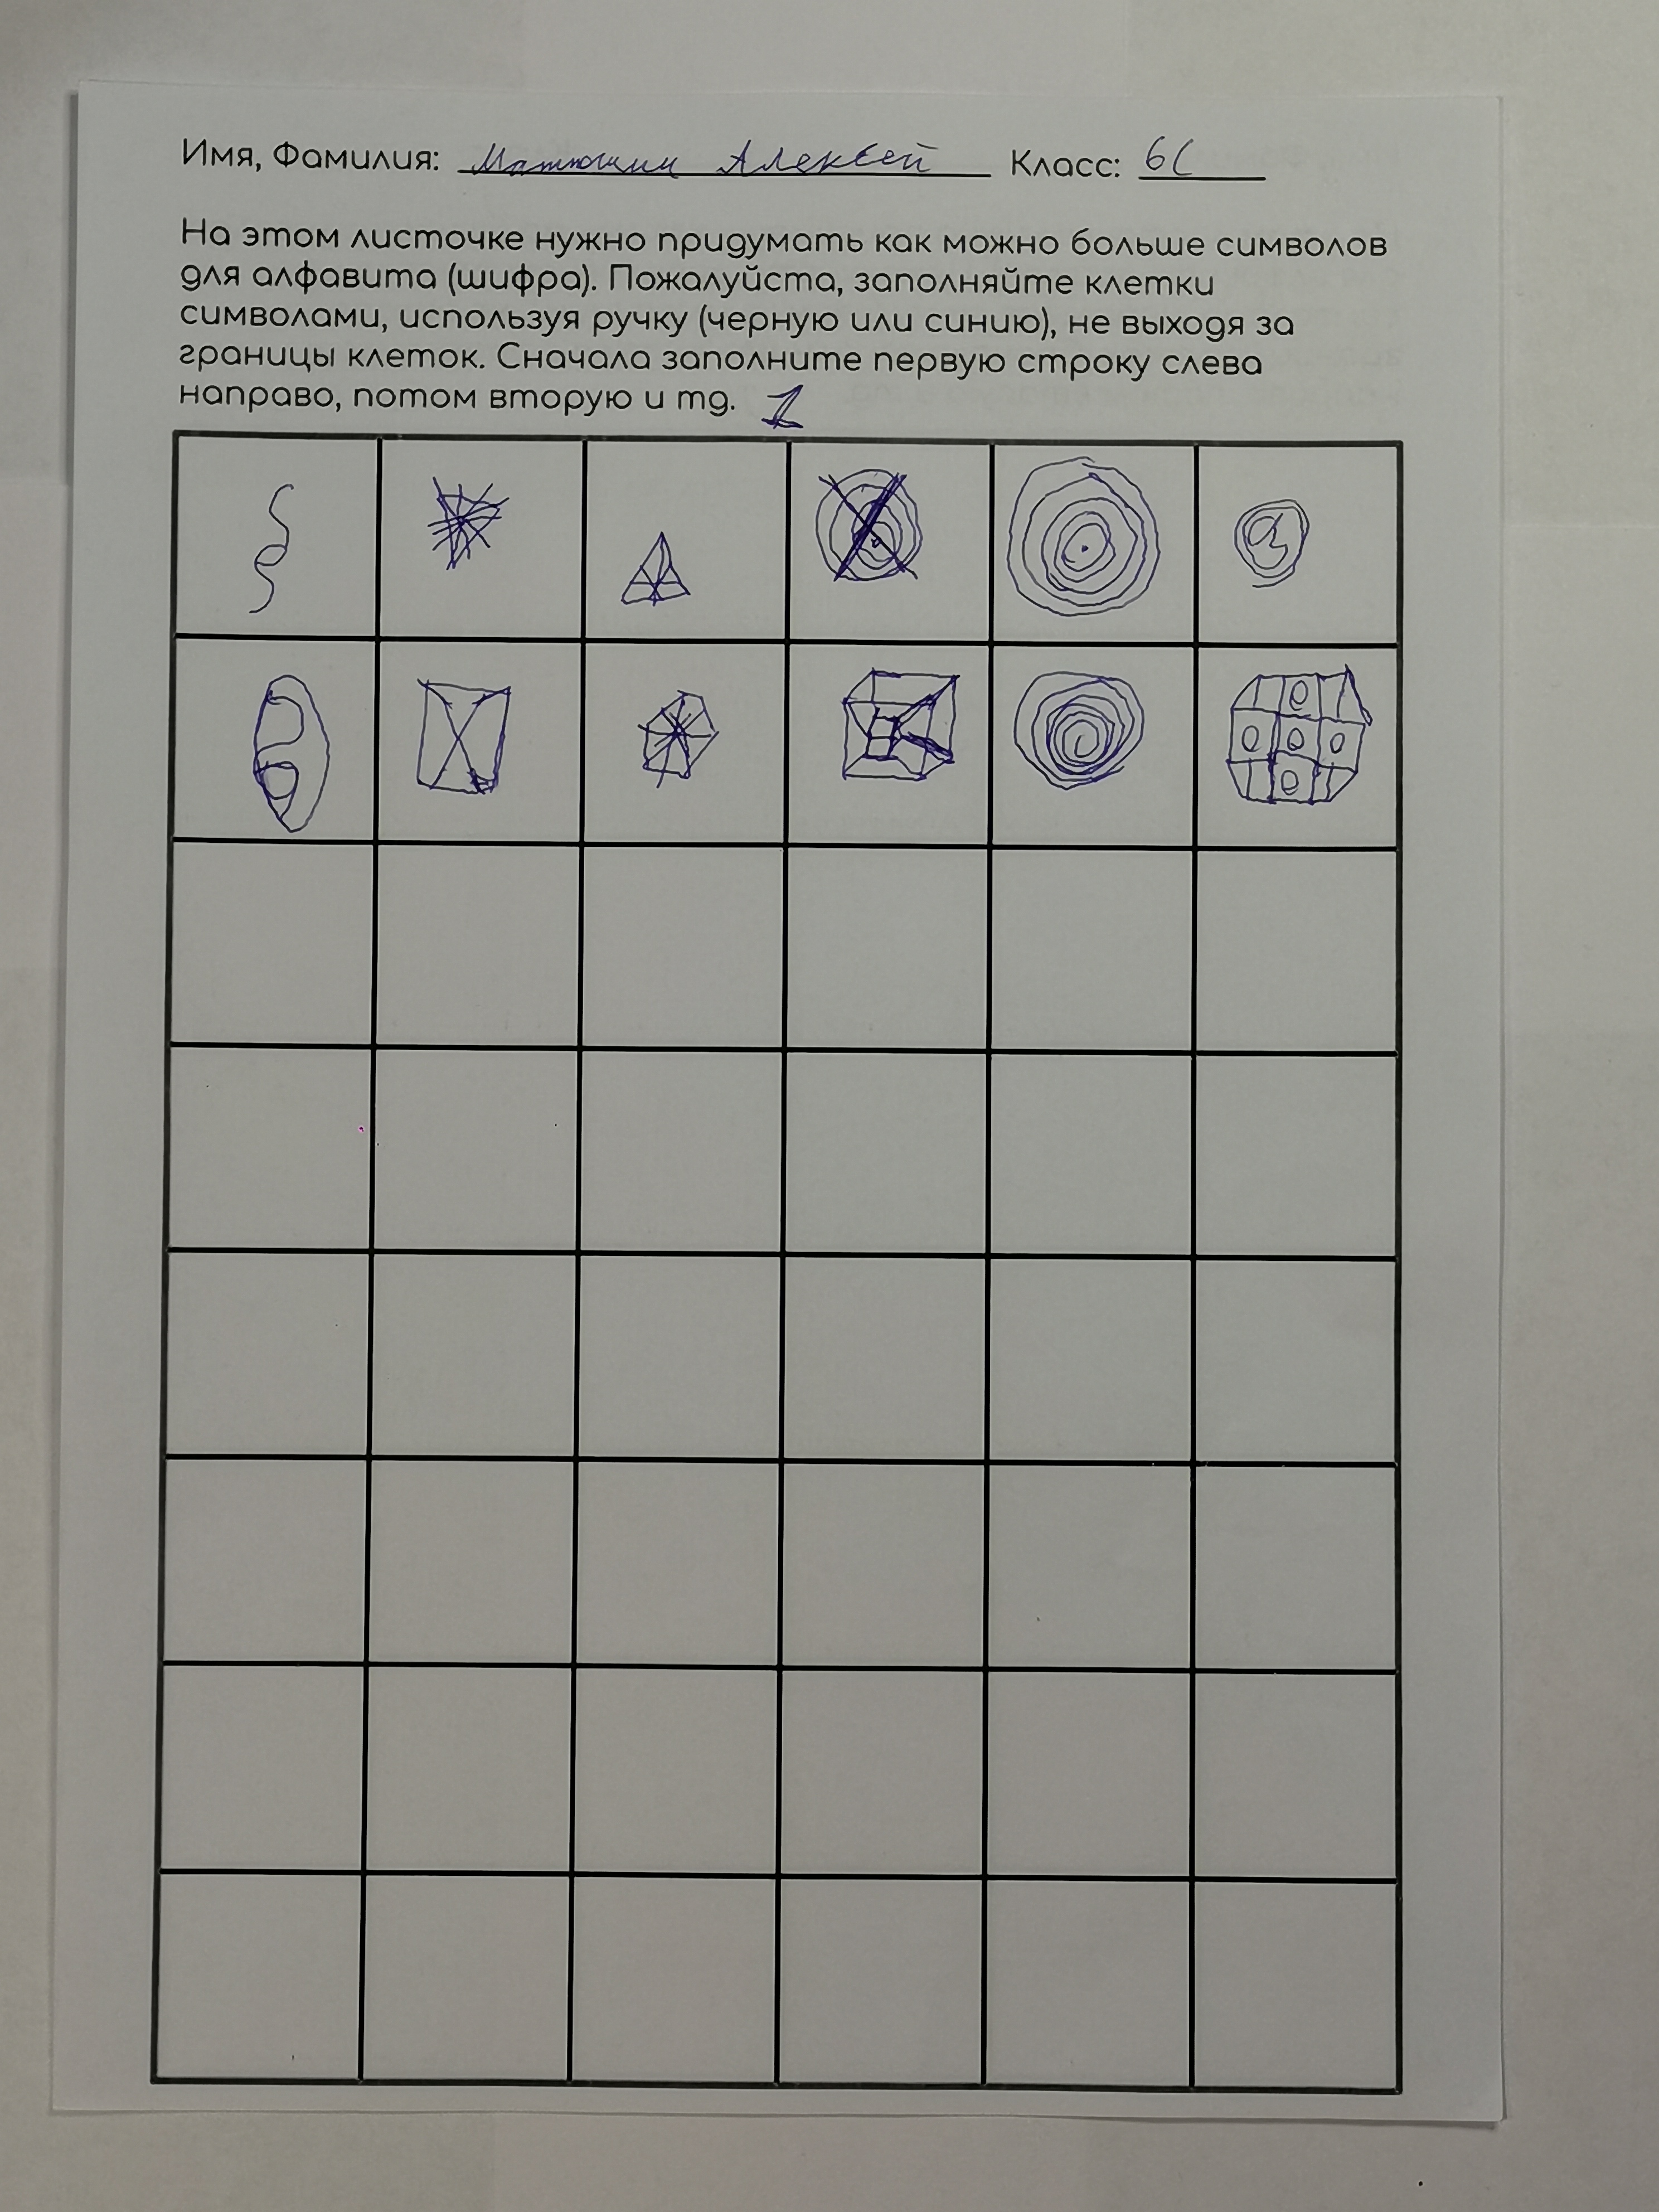 Имя, Фамилия: Матюшин Алексей Класс: 6С
На этом листочке нужно придумать как можно больше символов
для алфавита (шифра). Пожалуйста, заполняйте клетки
символами, используя ручку (черную или синию), не выходя за
границы клеток. Сначала заполните первую строку слева
направо, потом вторую и тд. 1